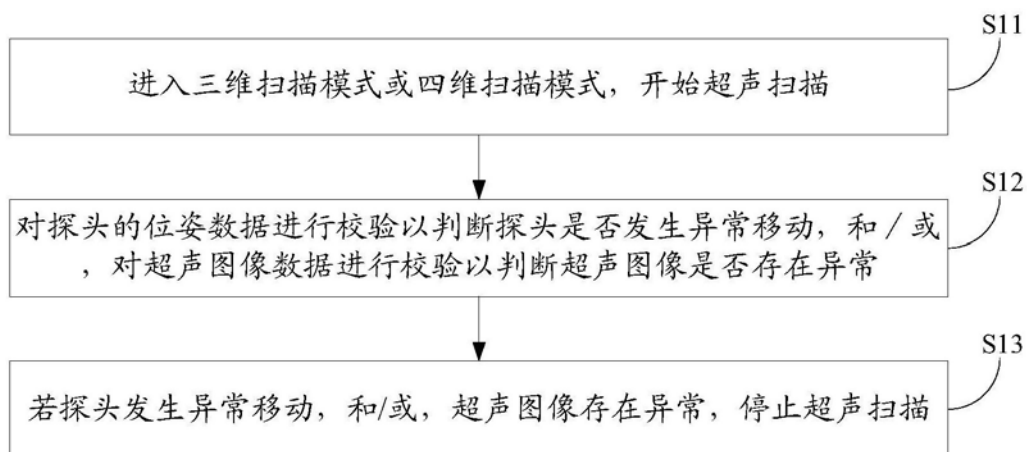 S11
进入三维扫描模式或四维扫描模式，开始超声扫描
S12
对探头的位姿数据进行校验以判断探头是否发生异常移动，和／或
，对超声图像数据进行校验以判断超声图像是否存在异常
S13
若探头发生异常移动，和/或，超声图像存在异常，停止超声扫描